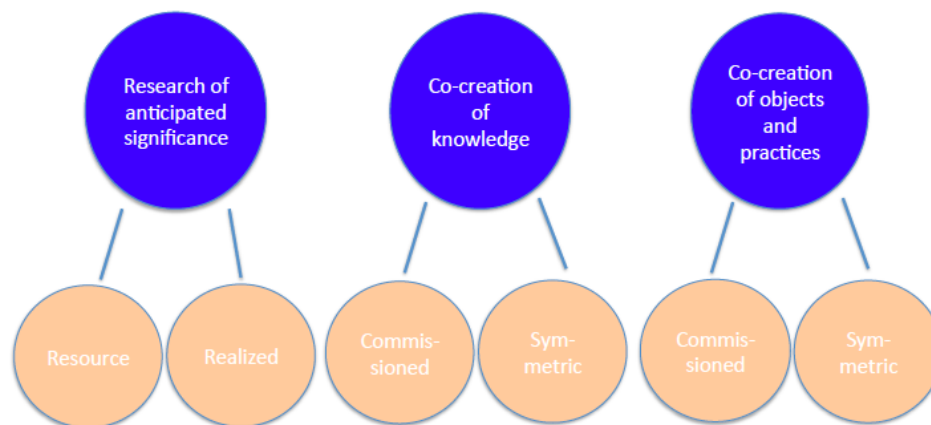 Research of
anticipated
significance
Co-creation
of
knowledge
Co-creation
of objects
and
practices
Resource
Realized
Commis-
sioned
Sym-
metric
Commis-
sioned
Sym-
metric